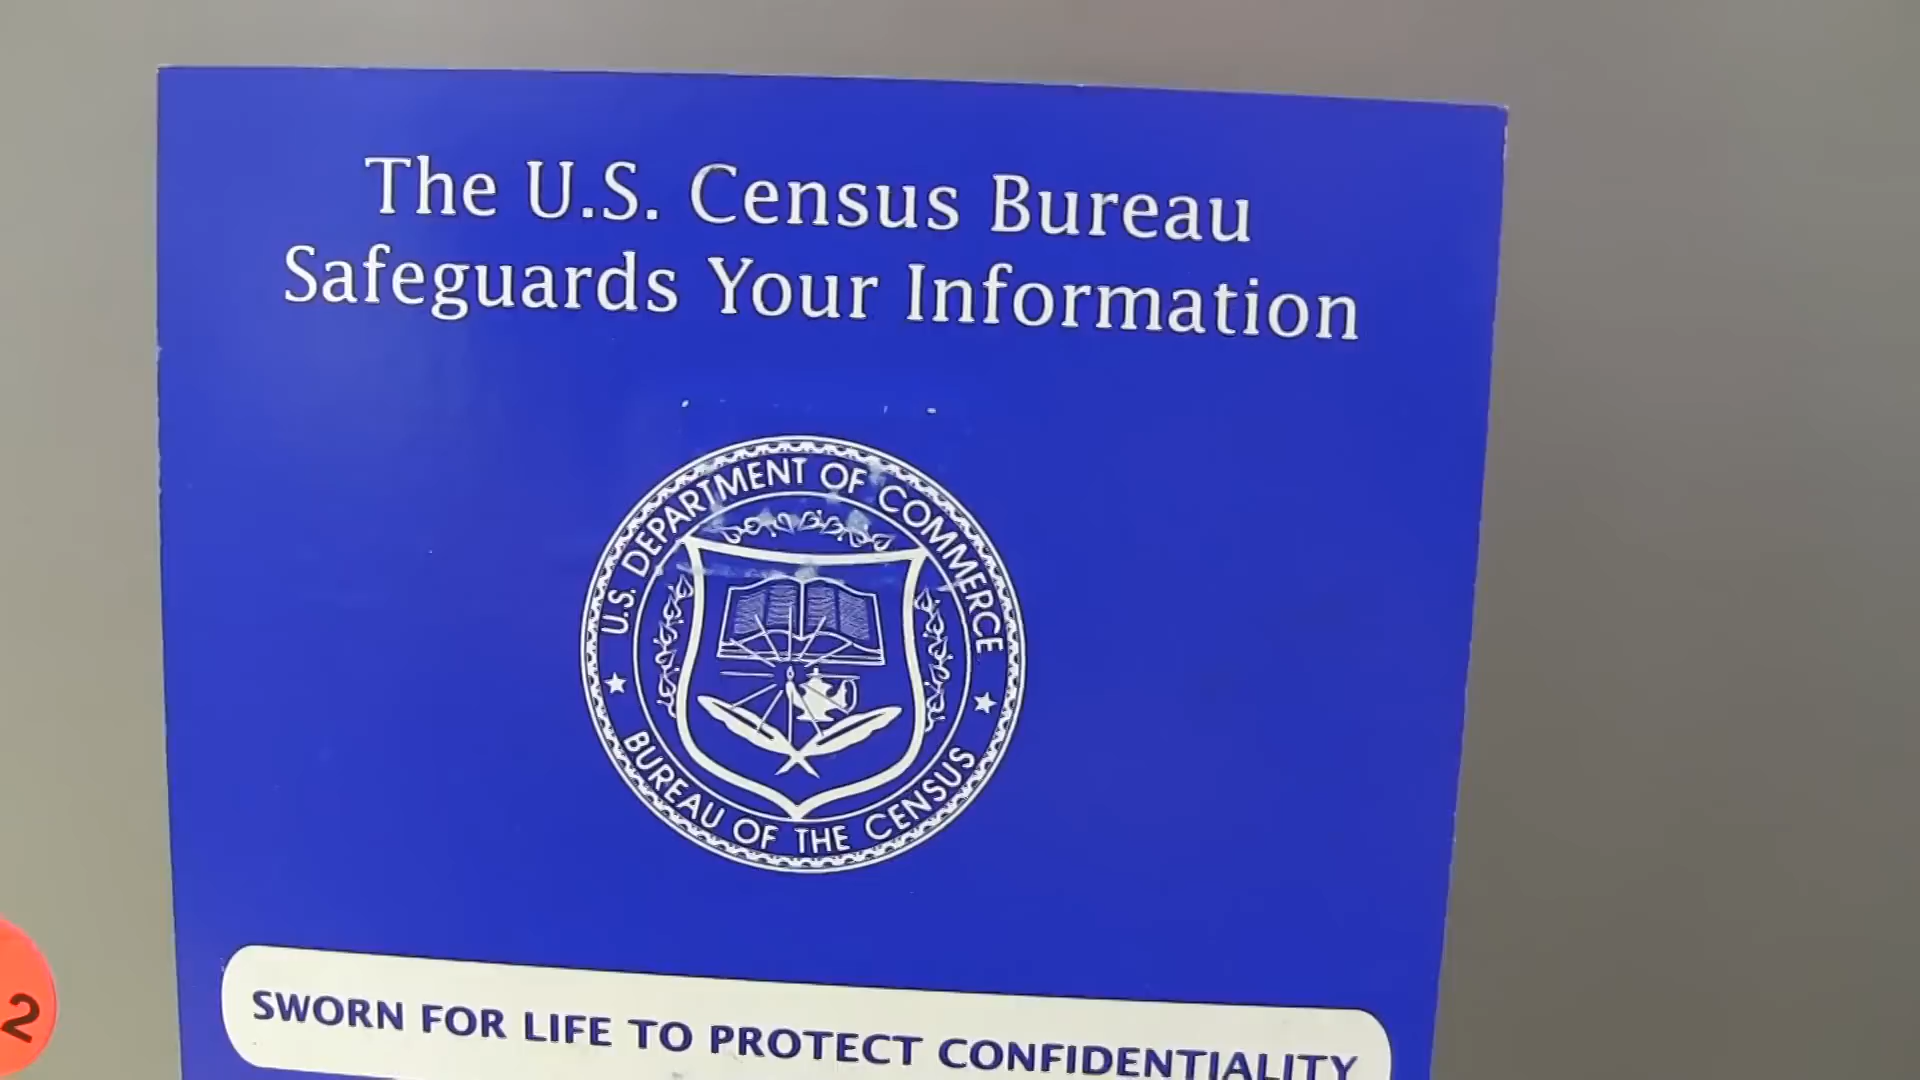 The U.S. Census Bureau
Safeguards Your Information
U.S. DEPARTMENT OF COMMERCE
BUREAU OF THE CENSUS
SWORN FOR LIFE TO PROTECT CONFIDENTIALITY
2